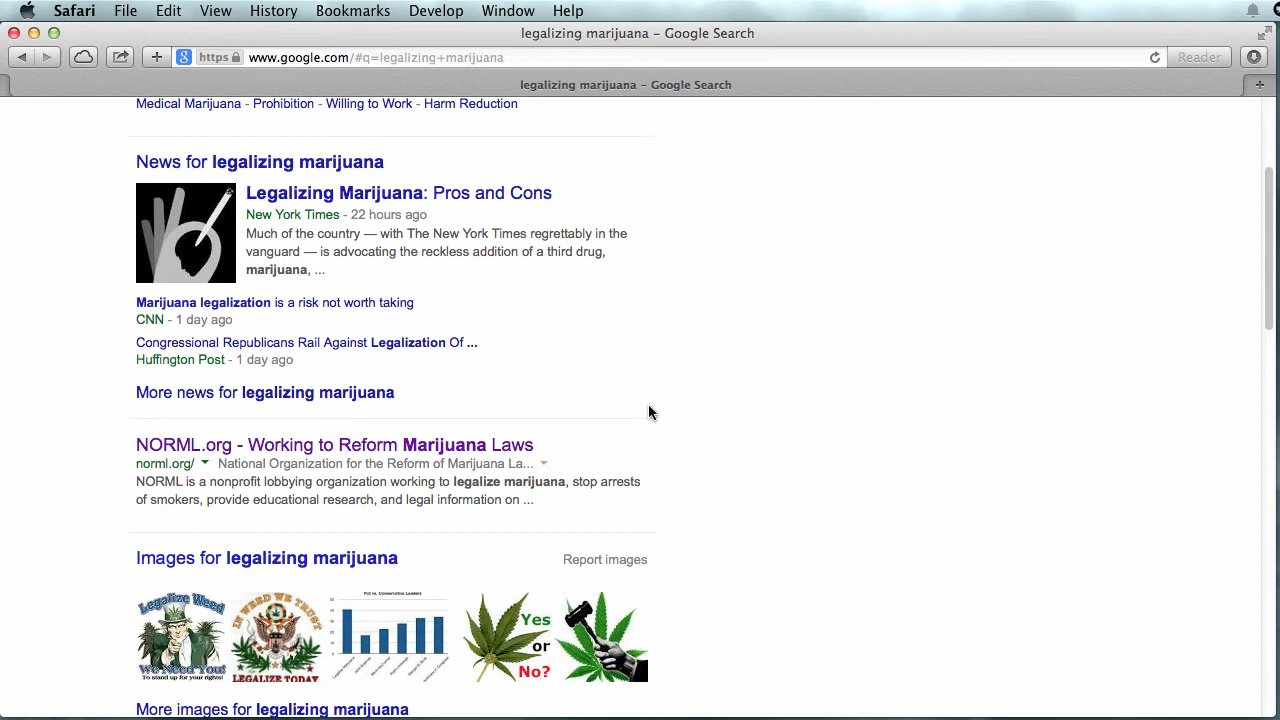 Safari File Edit View History Bookmarks Develop Window Help
legalizing marijuana – Google Search
https www.google.com/#q=legalizing+marijuana Reader
legalizing marijuana – Google Search
Medical Marijuana - Prohibition - Willing to Work - Harm Reduction
News for legalizing marijuana
Legalizing Marijuana: Pros and Cons
New York Times - 22 hours ago
Much of the country — with The New York Times regrettably in the
vanguard — is advocating the reckless addition of a third drug,
marijuana, ...
Marijuana legalization is a risk not worth taking
CNN - 1 day ago
Congressional Republicans Rail Against Legalization Of ...
Huffington Post - 1 day ago
More news for legalizing marijuana
NORML.org - Working to Reform Marijuana Laws
norml.org/ National Organization for the Reform of Marijuana La...
NORML is a nonprofit lobbying organization working to legalize marijuana, stop arrests
of smokers, provide educational research, and legal information on ...
Images for legalizing marijuana Report images
Legalize Weed
We Need You!
To stand up for your rights!
IN WEED WE TRUST
LEGALIZE TODAY
Pot vs. Conservative Leaders
Yes
or
No?
More images for legalizing marijuana